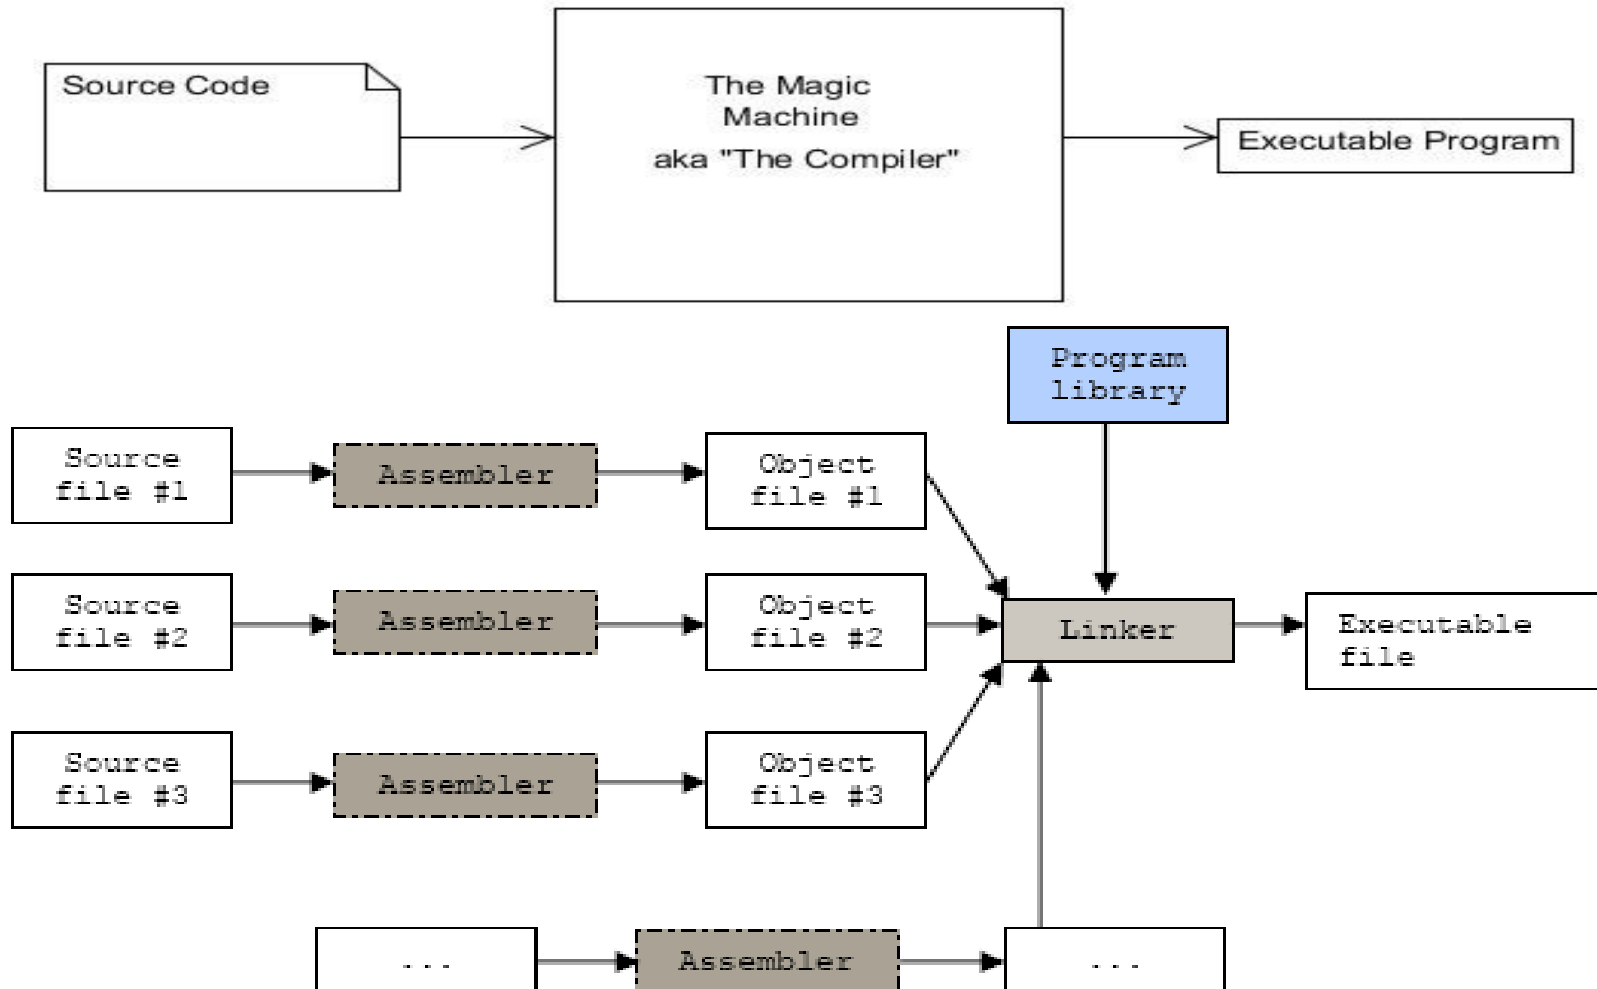 Source Code
The Magic
Machine
aka "The Compiler"
Executable Program
Program
library
Source
file #1
Assembler
Object
file #1
Source
file #2
Assembler
Object
file #2
Linker
Executable
file
Source
file #3
Assembler
Object
file #3
...
Assembler
...